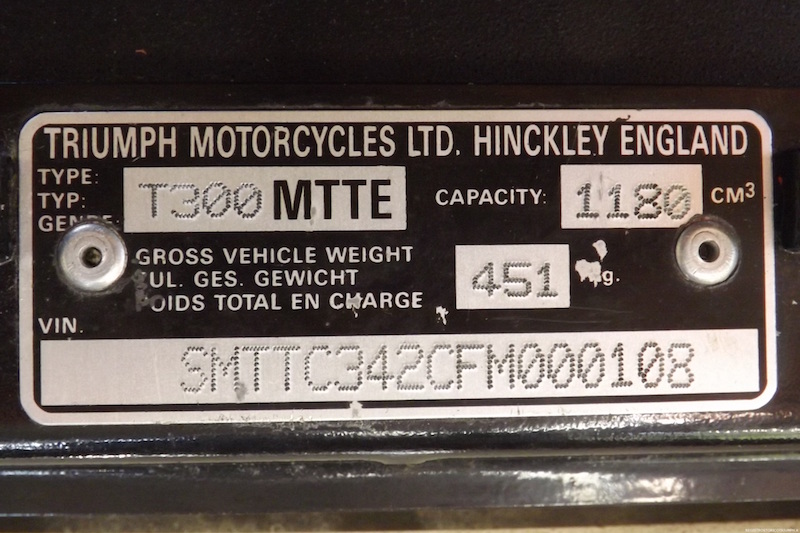 TRIUMPH MOTORCYCLES LTD. HINCKLEY ENGLAND
TYPE:
TYP: T300 MTTE CAPACITY: 1180 CM³
GENRE:
GROSS VEHICLE WEIGHT
ZUL. GES. GEWICHT 451 kg.
POIDS TOTAL EN CHARGE
VIN.
SMTTC342CFM000108